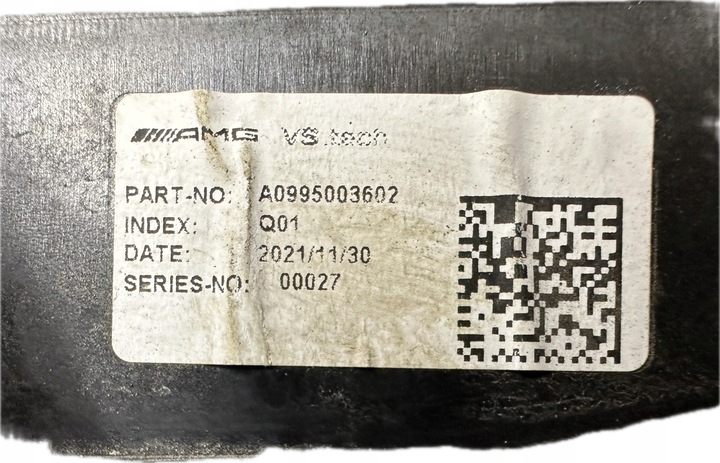 AMG VS.tech
PART-NO: A0995003602
INDEX: Q01
DATE: 2021/11/30
SERIES-NO: 00027